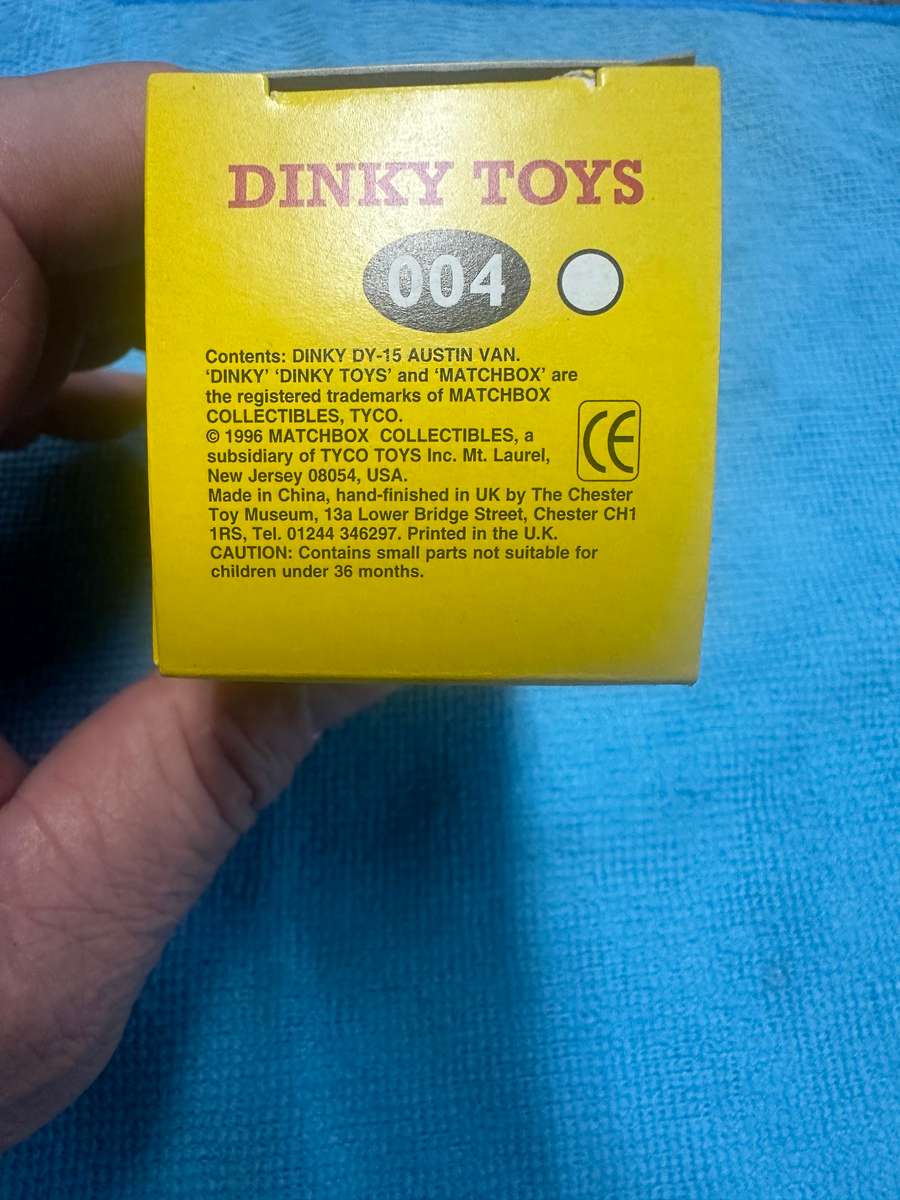 DINKY TOYS
004
Contents: DINKY DY-15 AUSTIN VAN.
‘DINKY’ ‘DINKY TOYS’ and ‘MATCHBOX’ are
the registered trademarks of MATCHBOX
COLLECTIBLES, TYCO.
© 1996 MATCHBOX COLLECTIBLES, a
subsidiary of TYCO TOYS Inc. Mt. Laurel,
New Jersey 08054, USA.
CE
Made in China, hand-finished in UK by The Chester
Toy Museum, 13a Lower Bridge Street, Chester CH1
1RS, Tel. 01244 346297. Printed in the U.K.
CAUTION: Contains small parts not suitable for
children under 36 months.